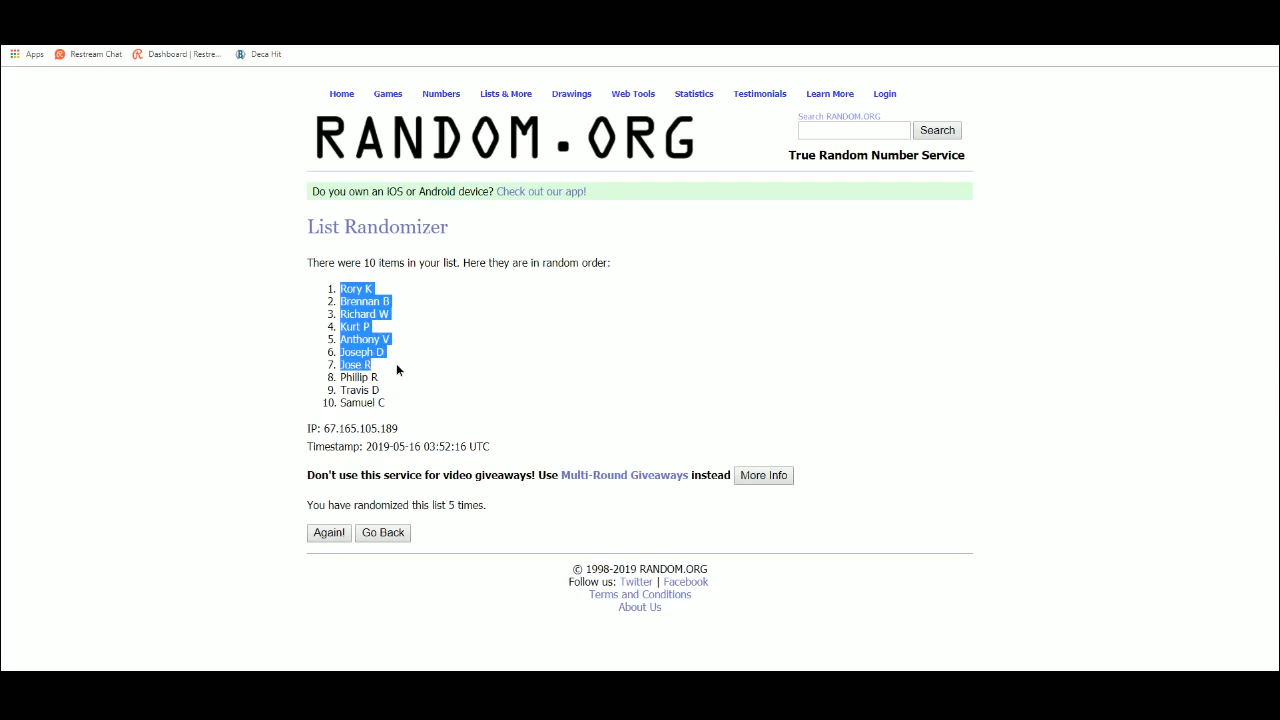 Apps Restream Chat Dashboard | Restre... Deca Hit
Home Games Numbers Lists & More Drawings Web Tools Statistics Testimonials Learn More Login
RANDOM.ORG
Search RANDOM.ORG
Search
True Random Number Service
Do you own an iOS or Android device? Check out our app!
List Randomizer
There were 10 items in your list. Here they are in random order:
1. Rory K
2. Brennan B
3. Richard W
4. Kurt P
5. Anthony V
6. Joseph D
7. Jose R
8. Phillip R
9. Travis D
10. Samuel C
IP: 67.165.105.189
Timestamp: 2019-05-16 03:52:16 UTC
Don't use this service for video giveaways! Use Multi-Round Giveaways instead More Info
You have randomized this list 5 times.
Again! Go Back
© 1998-2019 RANDOM.ORG
Follow us: Twitter | Facebook
Terms and Conditions
About Us